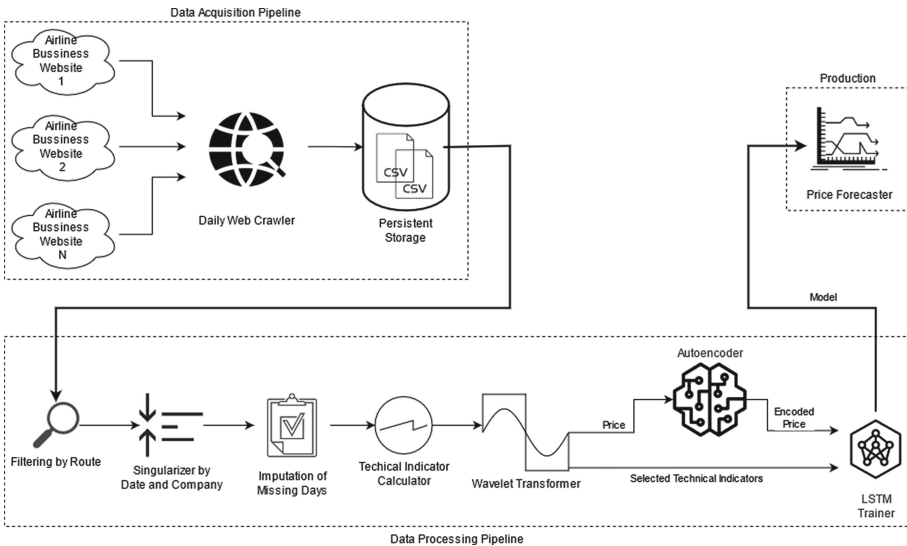 Data Acquisition Pipeline
Airline
Bussiness
Website
1
Airline
Bussiness
Website
2
Airline
Bussiness
Website
N
Daily Web Crawler
CSV
CSV
Persistent
Storage
Production
Price Forecaster
Model
Filtering by Route
Singularizer by
Date and Company
Imputation of
Missing Days
Techical Indicator
Calculator
Wavelet Transformer
Price
Autoencoder
Encoded
Price
Selected Technical Indicators
LSTM
Trainer
Data Processing Pipeline